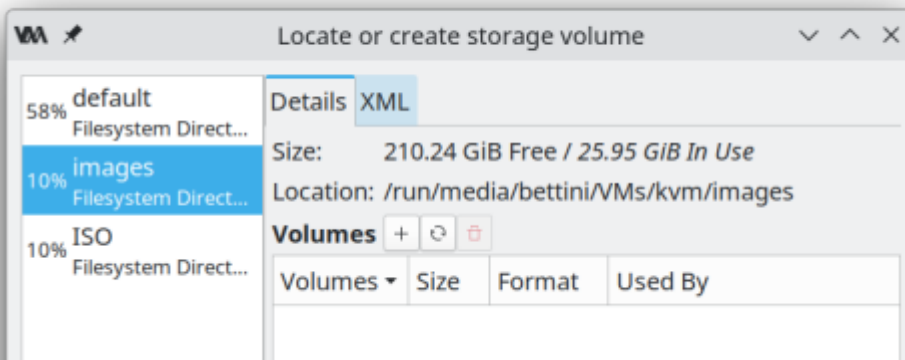 Locate or create storage volume
58% default
Filesystem Direct...
10% images
Filesystem Direct...
10% ISO
Filesystem Direct...
Details XML
Size: 210.24 GiB Free / 25.95 GiB In Use
Location: /run/media/bettini/VMs/kvm/images
Volumes
Volumes Size Format Used By